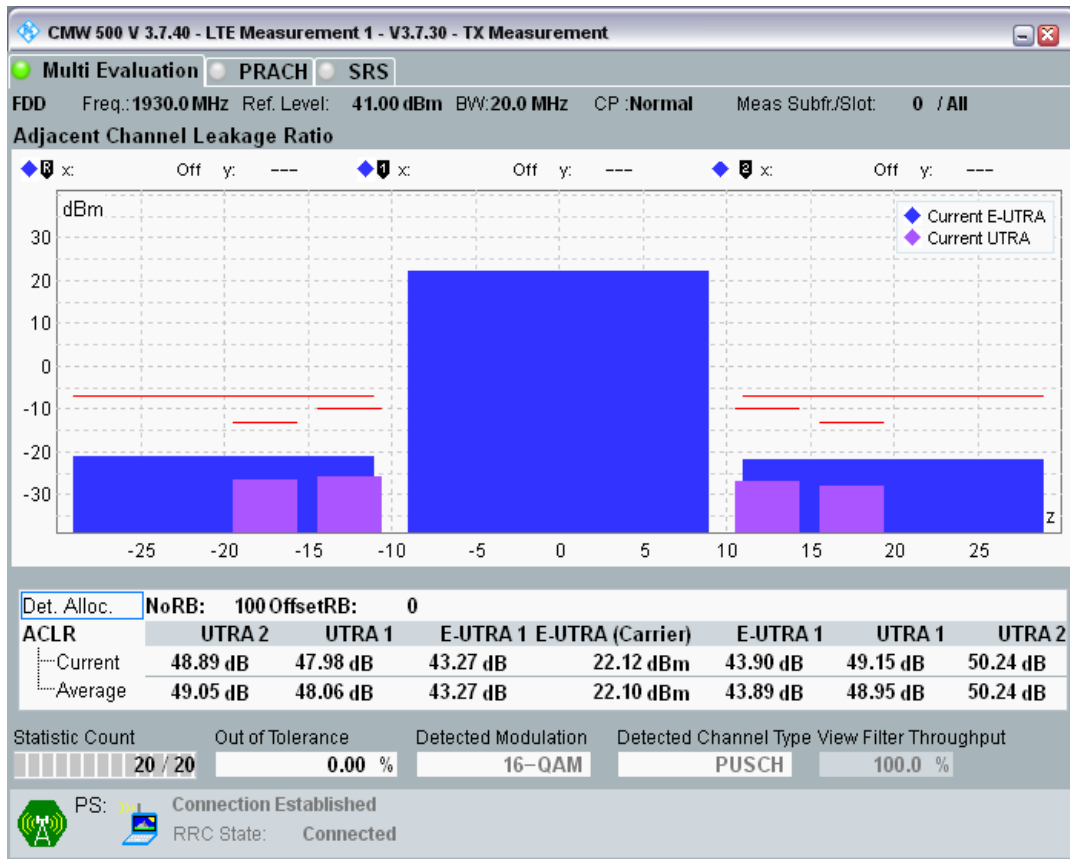 CMW 500 V 3.7.40 - LTE Measurement 1 - V3.7.30 - TX Measurement
Multi Evaluation PRACH SRS
FDD Freq.: 1930.0 MHz Ref. Level: 41.00 dBm BW: 20.0 MHz CP : Normal Meas Subfr./Slot: 0 / All
Adjacent Channel Leakage Ratio
R x: Off y: --- 1 x: Off y: --- 2 x: Off y: ---
dBm
Current E-UTRA
Current UTRA
30
20
10
0
-10
-20
-30
z
-25 -20 -15 -10 -5 0 5 10 15 20 25
Det. Alloc. NoRB: 100 OffsetRB: 0
ACLR UTRA 2 UTRA 1 E-UTRA 1 E-UTRA (Carrier) E-UTRA 1 UTRA 1 UTRA 2
Current 48.89 dB 47.98 dB 43.27 dB 22.12 dBm 43.90 dB 49.15 dB 50.24 dB
Average 49.05 dB 48.06 dB 43.27 dB 22.10 dBm 43.89 dB 48.95 dB 50.24 dB
Statistic Count Out of Tolerance Detected Modulation Detected Channel Type View Filter Throughput
20 / 20 0.00 % 16-QAM PUSCH 100.0 %
PS: Connection Established
RRC State: Connected